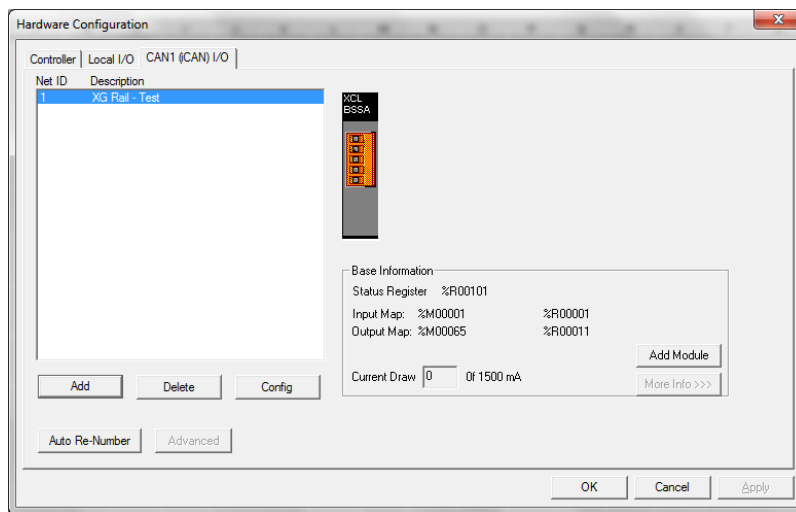 Hardware Configuration
Controller Local I/O CAN1 (iCAN) I/O
Net ID Description
1 XG Rail - Test
XCL
BSSA
Base Information
Status Register %R00101
Input Map: %M00001 %R00001
Output Map: %M00065 %R00011
Add Module
Current Draw 0 Of 1500 mA
More Info >>>
Add Delete Config
Auto Re-Number Advanced
OK Cancel Apply